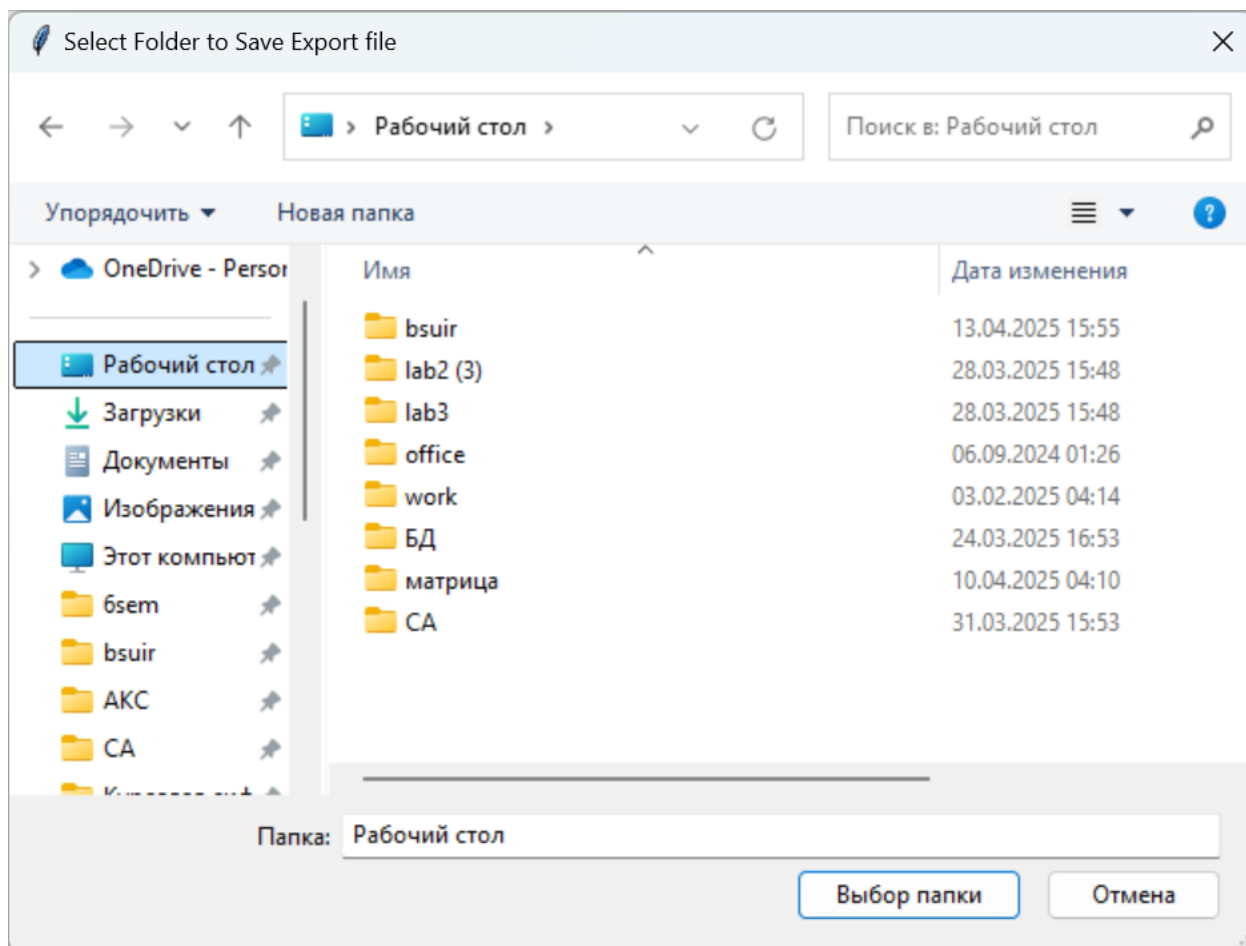 Select Folder to Save Export file
Рабочий стол
Поиск в: Рабочий стол
Упорядочить
Новая папка
OneDrive - Person
Имя
Дата изменения
bsuir 13.04.2025 15:55
lab2 (3) 28.03.2025 15:48
lab3 28.03.2025 15:48
office 06.09.2024 01:26
work 03.02.2025 04:14
БД 24.03.2025 16:53
матрица 10.04.2025 04:10
СА 31.03.2025 15:53
Рабочий стол
Загрузки
Документы
Изображения
Этот компьют
6sem
bsuir
АКС
СА
Папка: Рабочий стол
Выбор папки
Отмена